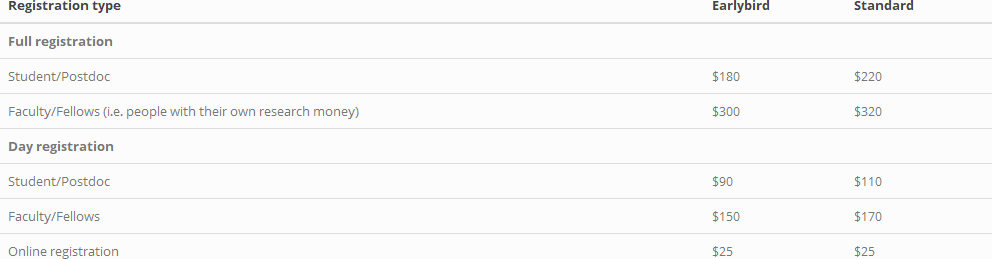 Registration type Earlybird Standard
Full registration
Student/Postdoc $180 $220
Faculty/Fellows (i.e. people with their own research money) $300 $320
Day registration
Student/Postdoc $90 $110
Faculty/Fellows $150 $170
Online registration $25 $25